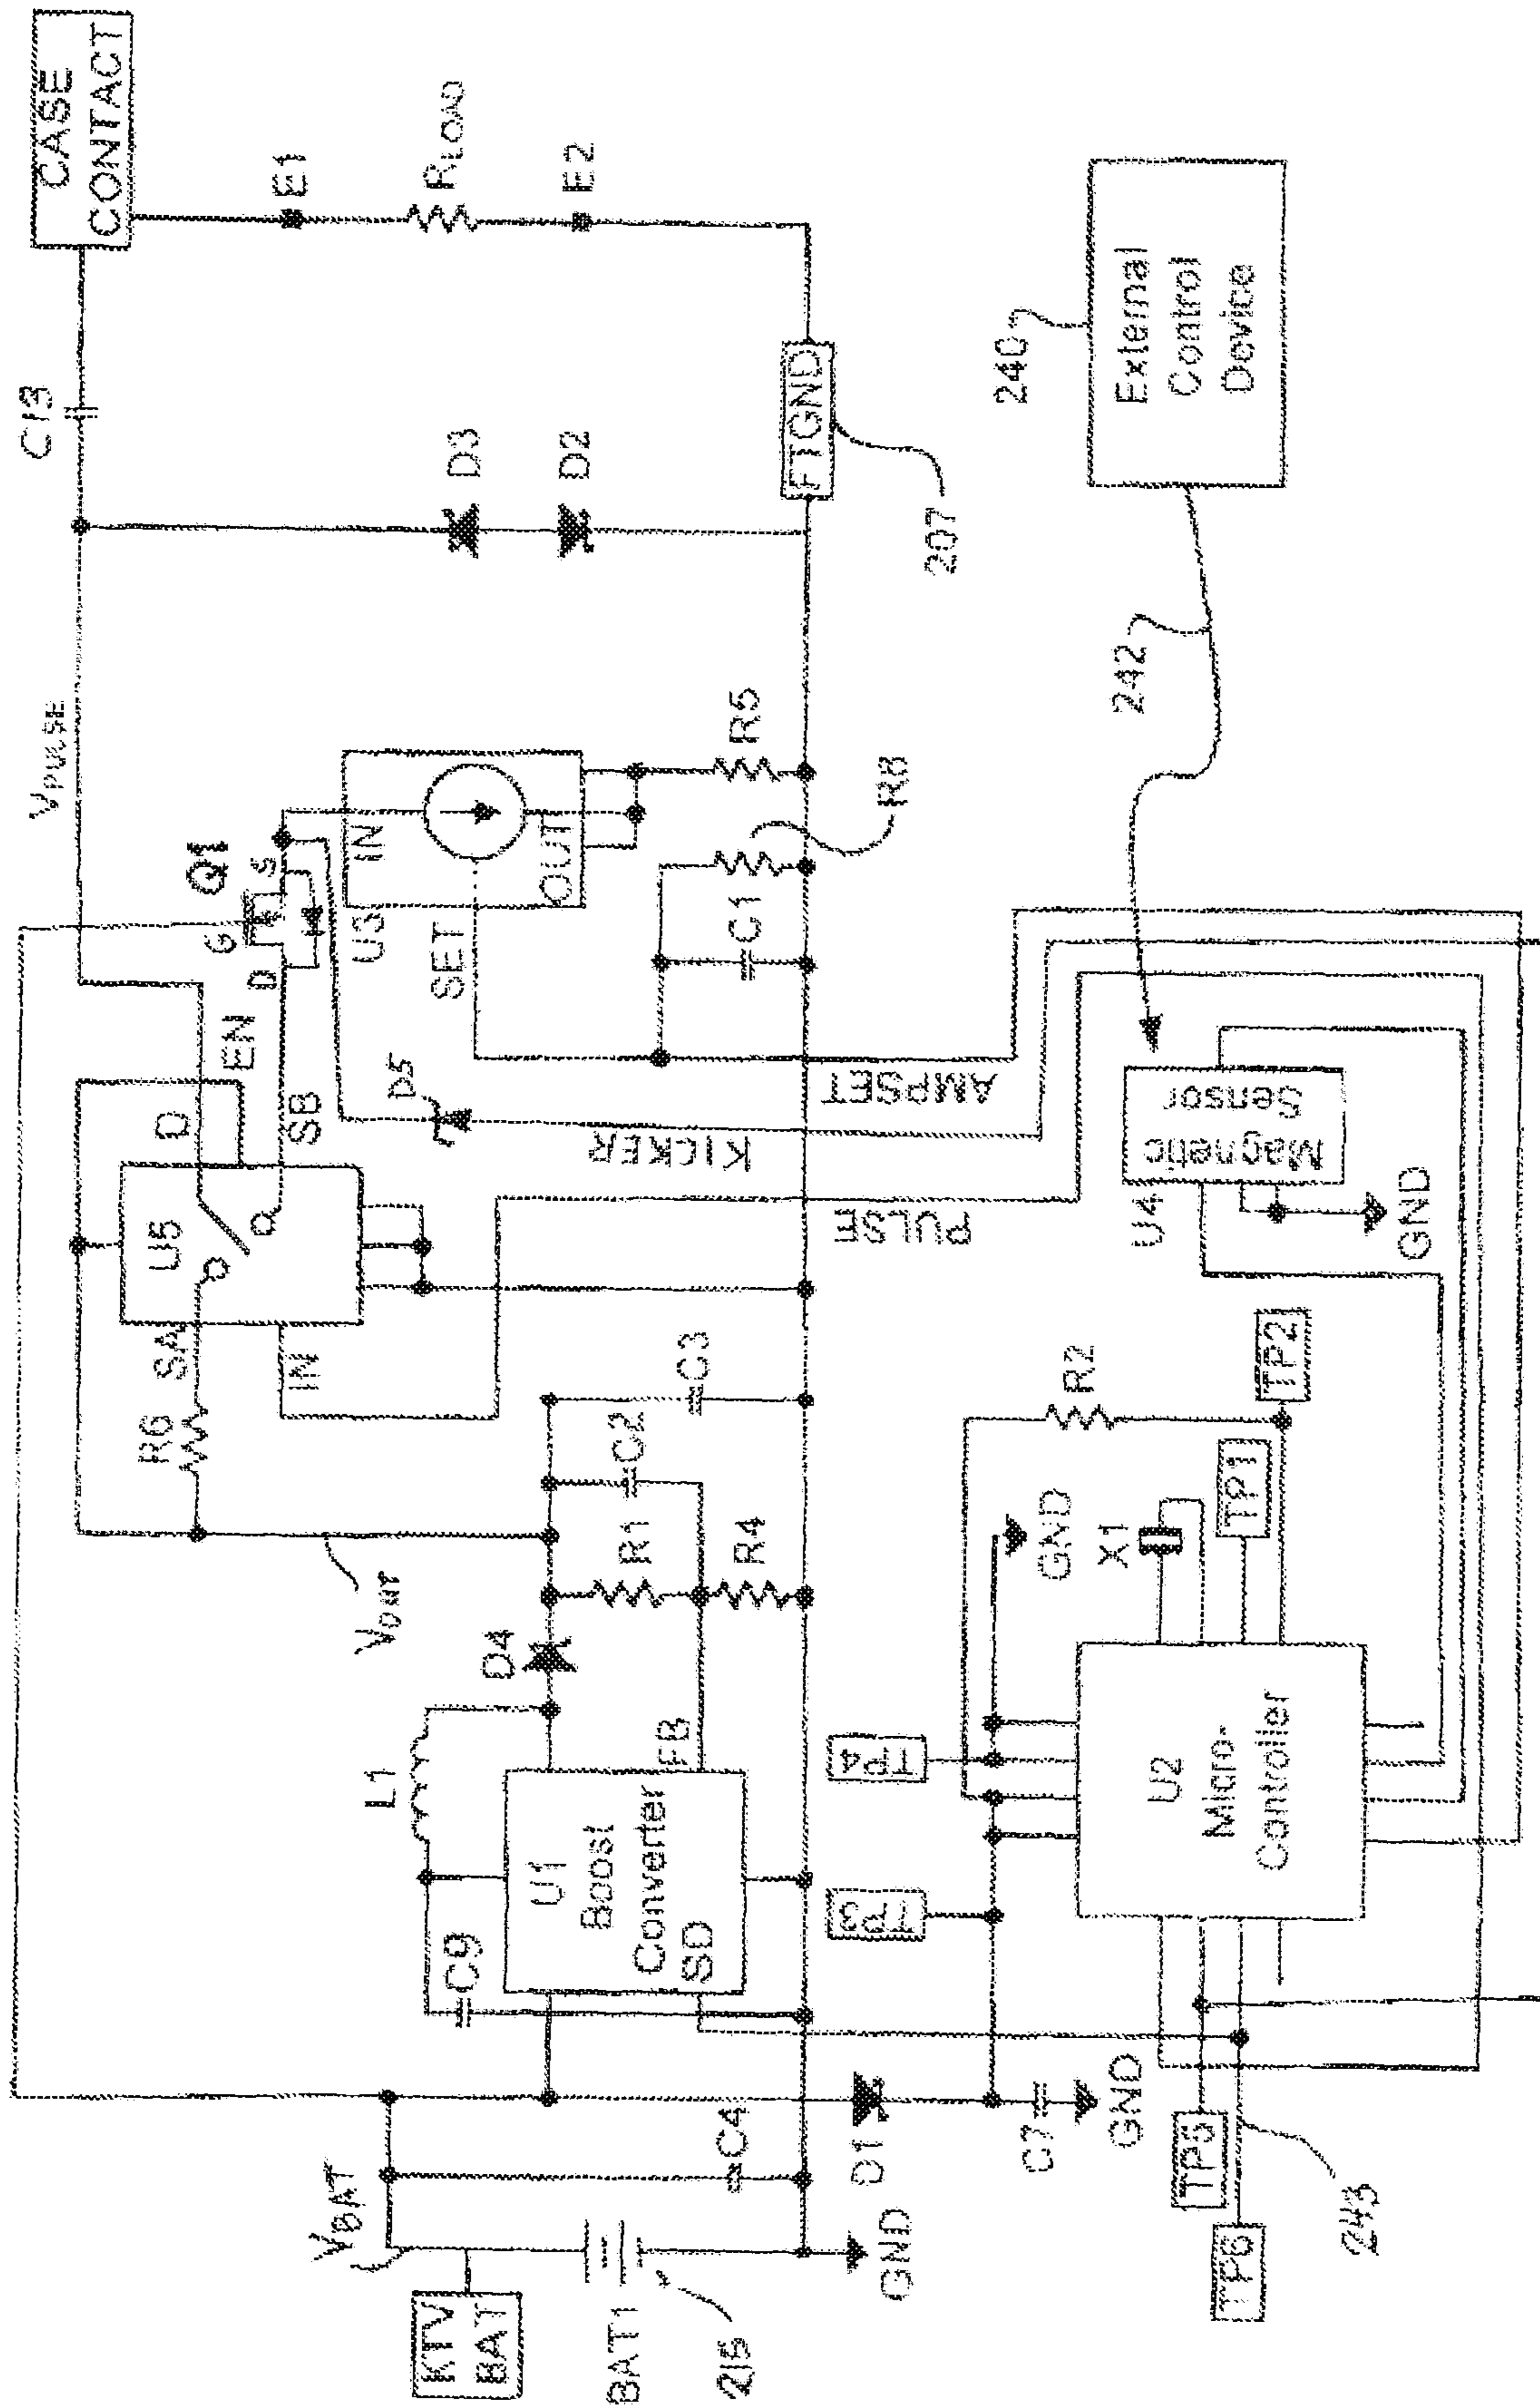 CASE
CONTACT
C13
E1
RLOAD
E2
D3
D2
FTGND
207
VPULSE
Q1
G
S
D
U3
IN
OUT
SET
R5
R8
C1
EN
D
SB
U5
SA
IN
R6
D5
KICKER
AMPSET
PULSE
C3
C2
R1
R4
VOUT
D4
L1
U1
Boost
Converter
FB
SD
C9
VBAT
KTV
BAT
BAT1
215
C4
GND
D1
C7
GND
240
External
Control
Device
242
Magnetic
Sensor
U4
GND
R2
TP2
TP1
X1
GND
TP4
TP3
U2
Micro-
Controller
TP5
TP6
243